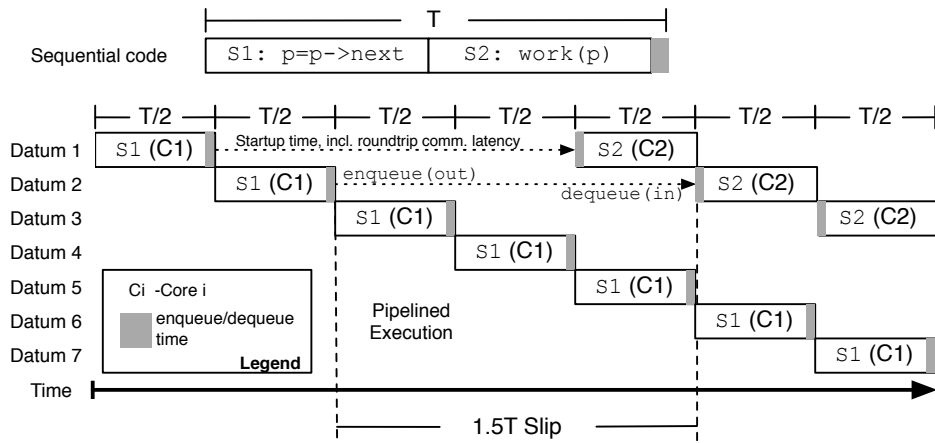 T
Sequential code
S1: p=p->next
S2: work(p)
T/2 T/2 T/2 T/2 T/2 T/2 T/2
Datum 1 S1 (C1) Startup time, incl. roundtrip comm. latency S2 (C2)
Datum 2 S1 (C1) enqueue(out) dequeue(in) S2 (C2)
Datum 3 S1 (C1) S2 (C2)
Datum 4 S1 (C1)
Datum 5 S1 (C1)
Datum 6 S1 (C1)
Datum 7 S1 (C1)
Ci -Core i
enqueue/dequeue
time
Legend
Pipelined
Execution
Time
1.5T Slip